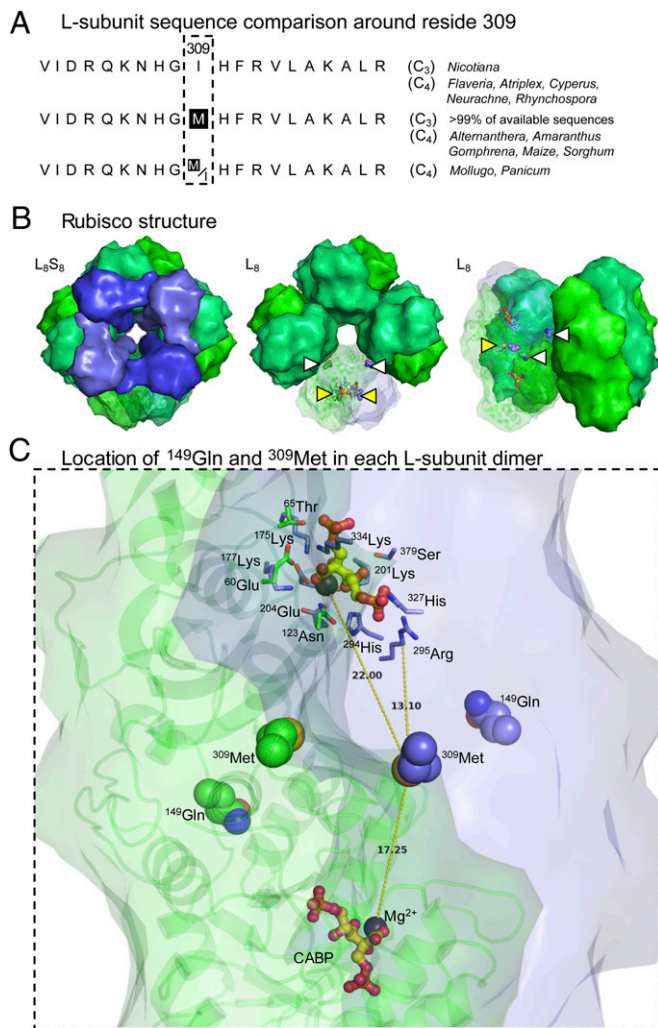 A L-subunit sequence comparison around reside 309
309
V I D R Q K N H G I H F R V L A K A L R (C3) Nicotiana
(C4) Flaveria, Atriplex, Cyperus,
Neurachne, Rhynchospora
V I D R Q K N H G M H F R V L A K A L R (C3) >99% of available sequences
(C4) Alternanthera, Amaranthus
Gomphrena, Maize, Sorghum
V I D R Q K N H G M/I H F R V L A K A L R (C4) Mollugo, Panicum
B Rubisco structure
L8S8 L8 L8
C Location of 149Gln and 309Met in each L-subunit dimer
65Thr
175Lys 334Lys 379Ser
177Lys 201Lys
60Glu 327His
204Glu
123Asn 294His 295Arg
22.00
13.10 149Gln
309Met 309Met
149Gln
17.25
Mg2+
CABP